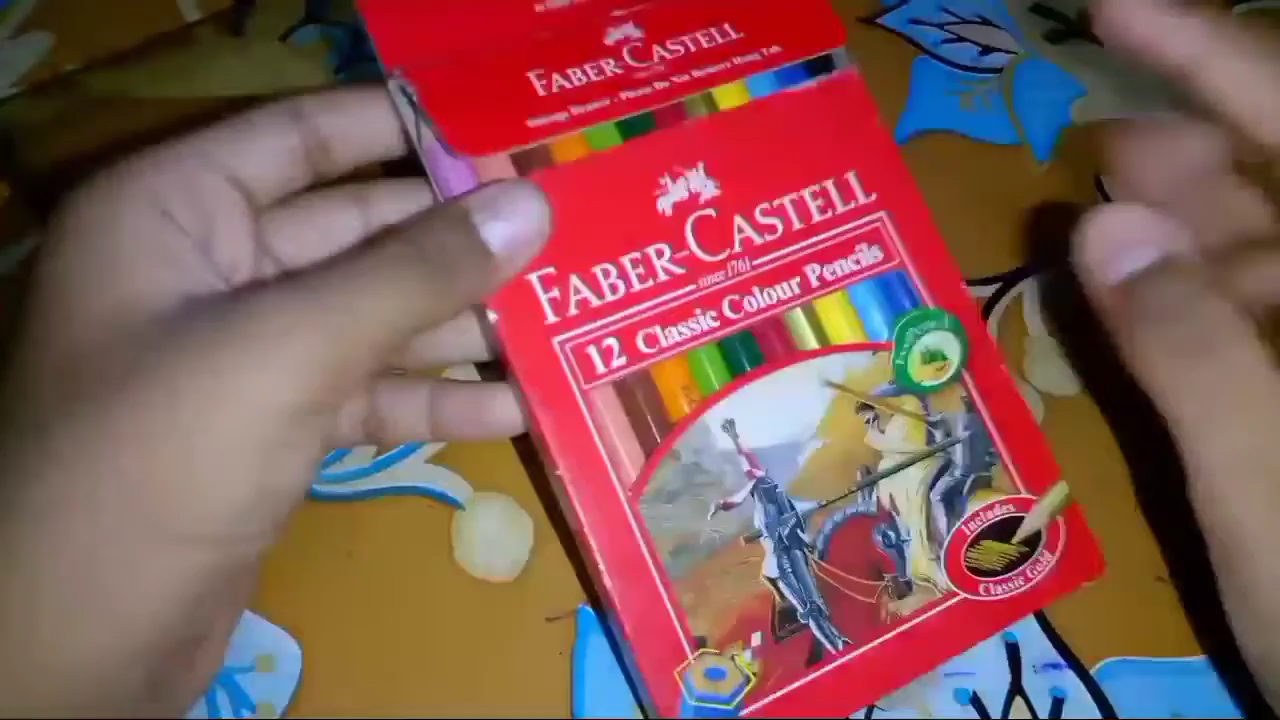 FABER-CASTELL
FABER-CASTELL
since 1761
12 Classic Colour Pencils
Includes
Classic Gold